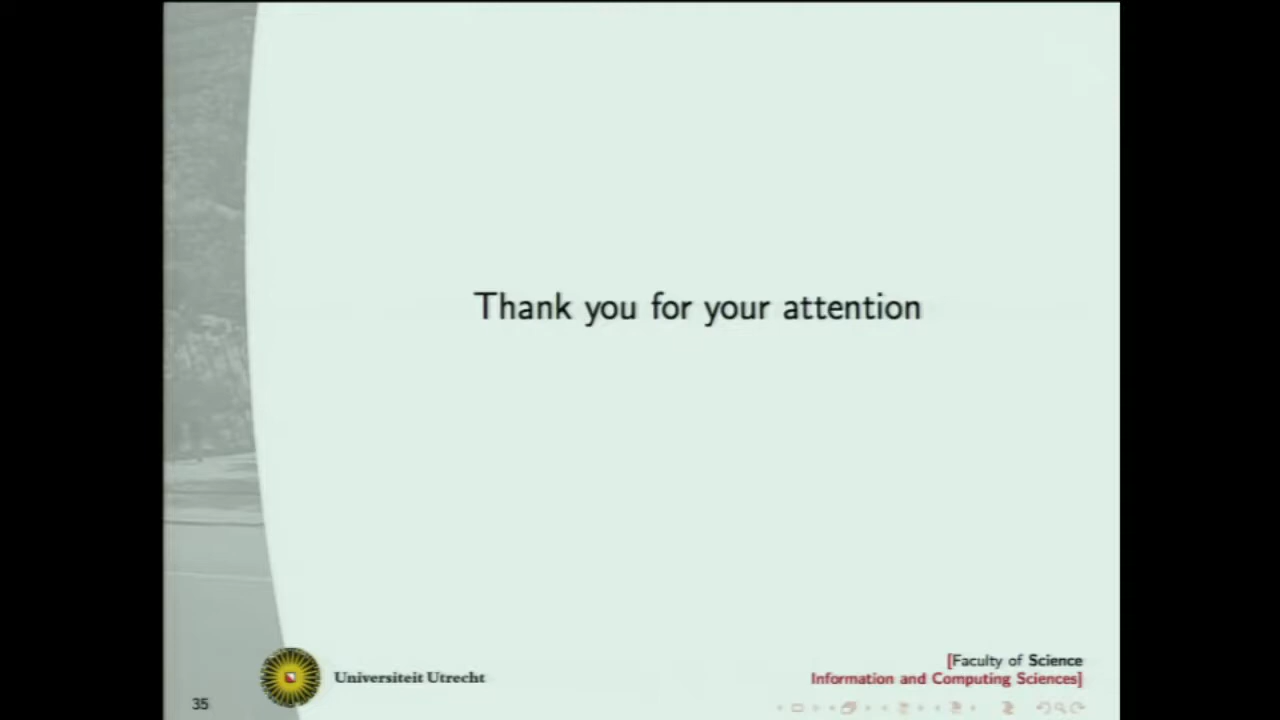 Thank you for your attention
Universiteit Utrecht
[Faculty of Science
Information and Computing Sciences]
35